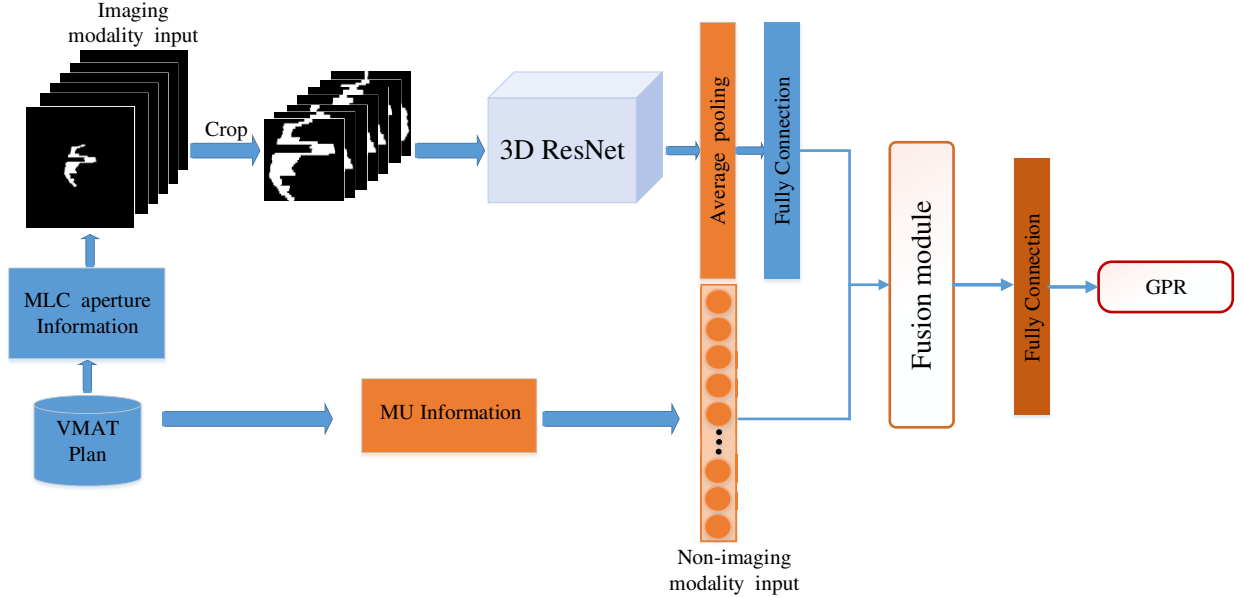 Imaging
modality input
Crop
3D ResNet
Average pooling
Fully Connection
Fusion module
Fully Connection
GPR
MLC aperture
Information
VMAT
Plan
MU Information
Non-imaging
modality input